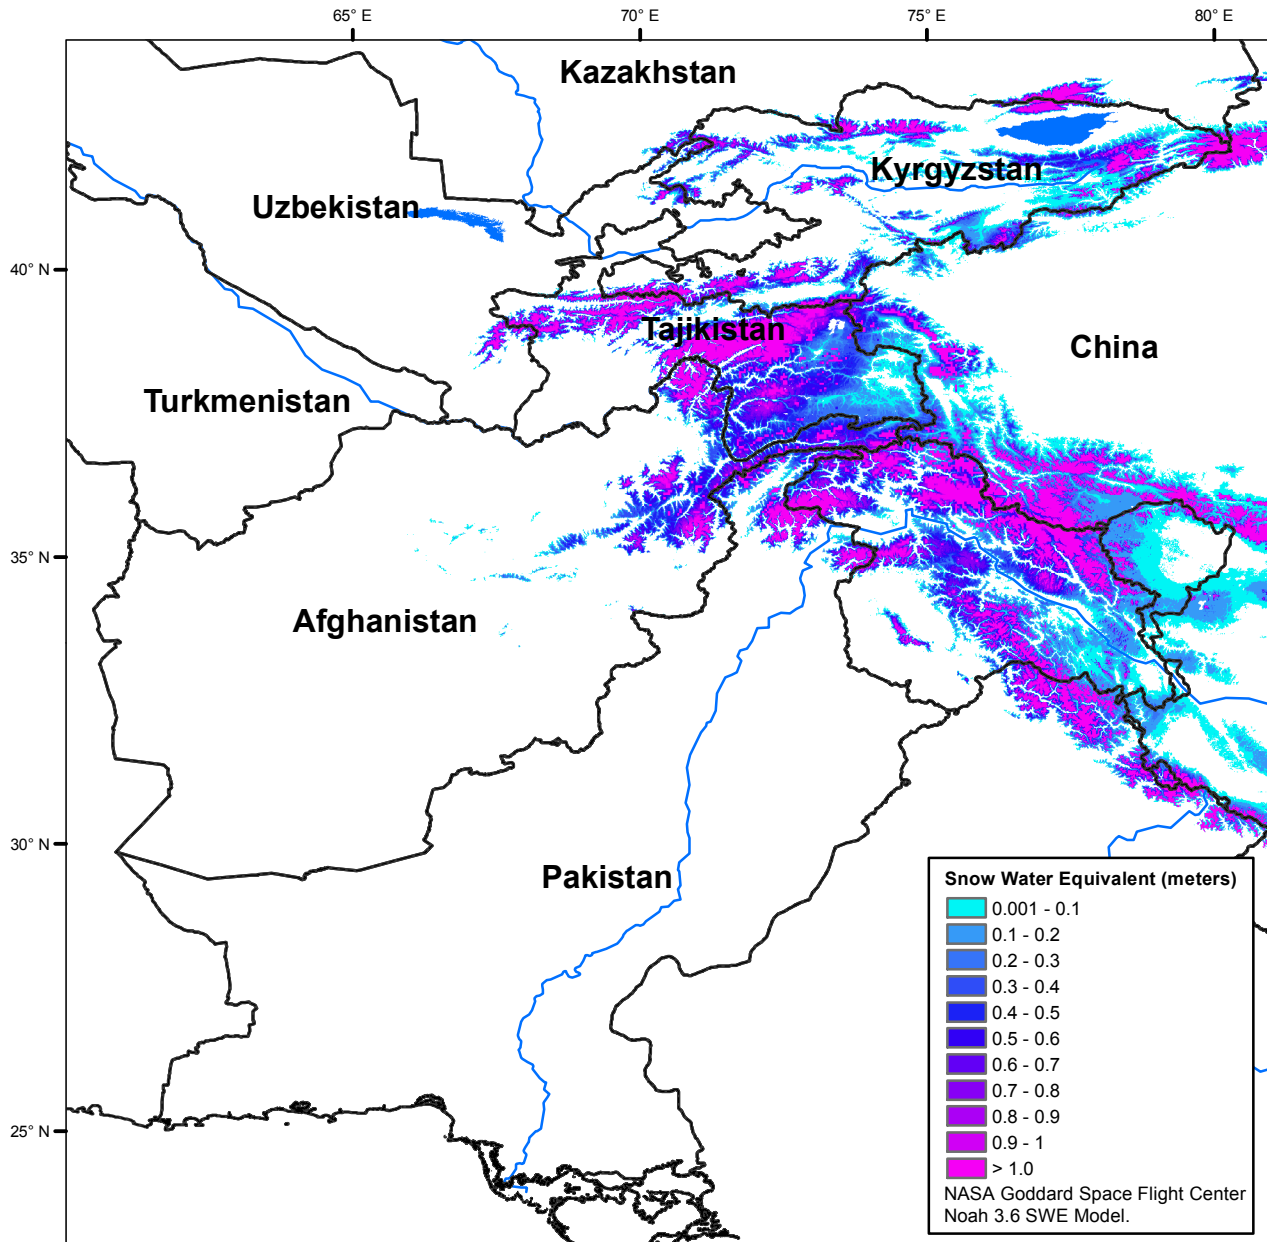 65° E
70° E
75° E
80° E
Kazakhstan
Kyrgyzstan
Uzbekistan
40° N
Tajikistan
China
Turkmenistan
35° N
Afghanistan
30° N
Pakistan
25° N
Snow Water Equivalent (meters)
0.001 - 0.1
0.1 - 0.2
0.2 - 0.3
0.3 - 0.4
0.4 - 0.5
0.5 - 0.6
0.6 - 0.7
0.7 - 0.8
0.8 - 0.9
0.9 - 1
> 1.0
NASA Goddard Space Flight Center
Noah 3.6 SWE Model.